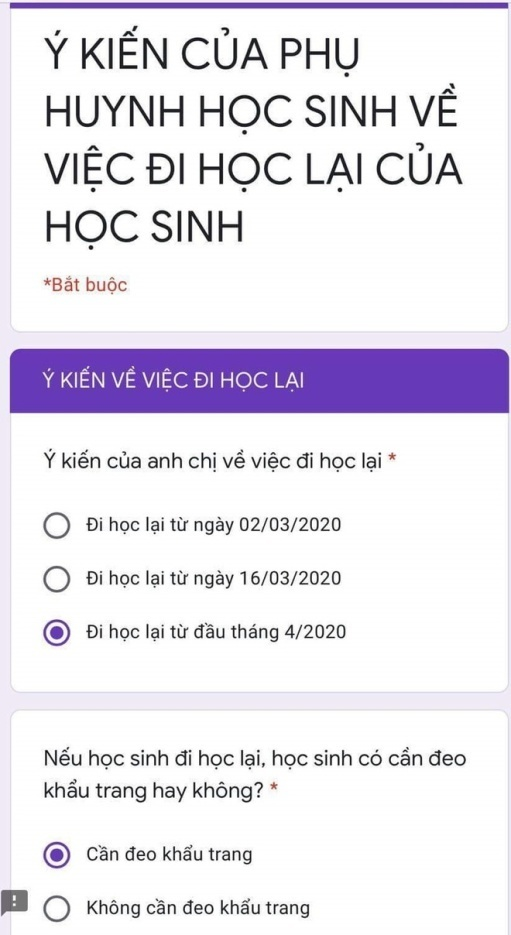 Ý KIẾN CỦA PHỤ
HUYNH HỌC SINH VỀ
VIỆC ĐI HỌC LẠI CỦA
HỌC SINH
*Bắt buộc
Ý KIẾN VỀ VIỆC ĐI HỌC LẠI
Ý kiến của anh chị về việc đi học lại *
Đi học lại từ ngày 02/03/2020
Đi học lại từ ngày 16/03/2020
Đi học lại từ đầu tháng 4/2020
Nếu học sinh đi học lại, học sinh có cần đeo
khẩu trang hay không? *
Cần đeo khẩu trang
Không cần đeo khẩu trang